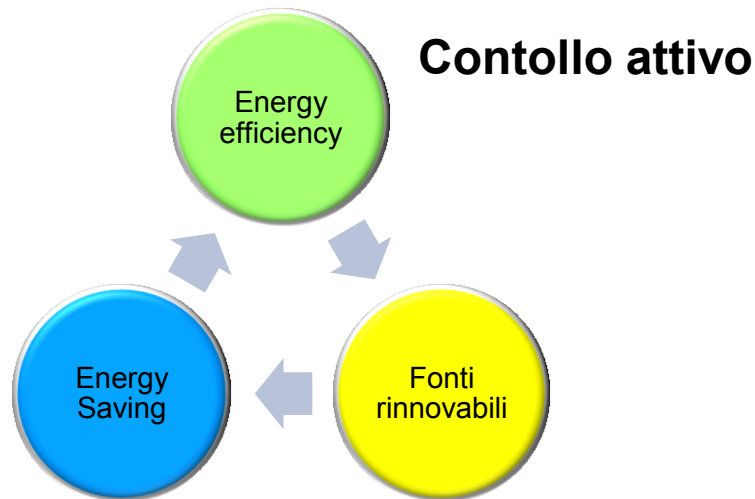 Contollo attivo
Energy
efficiency
Energy
Saving
Fonti
rinnovabili